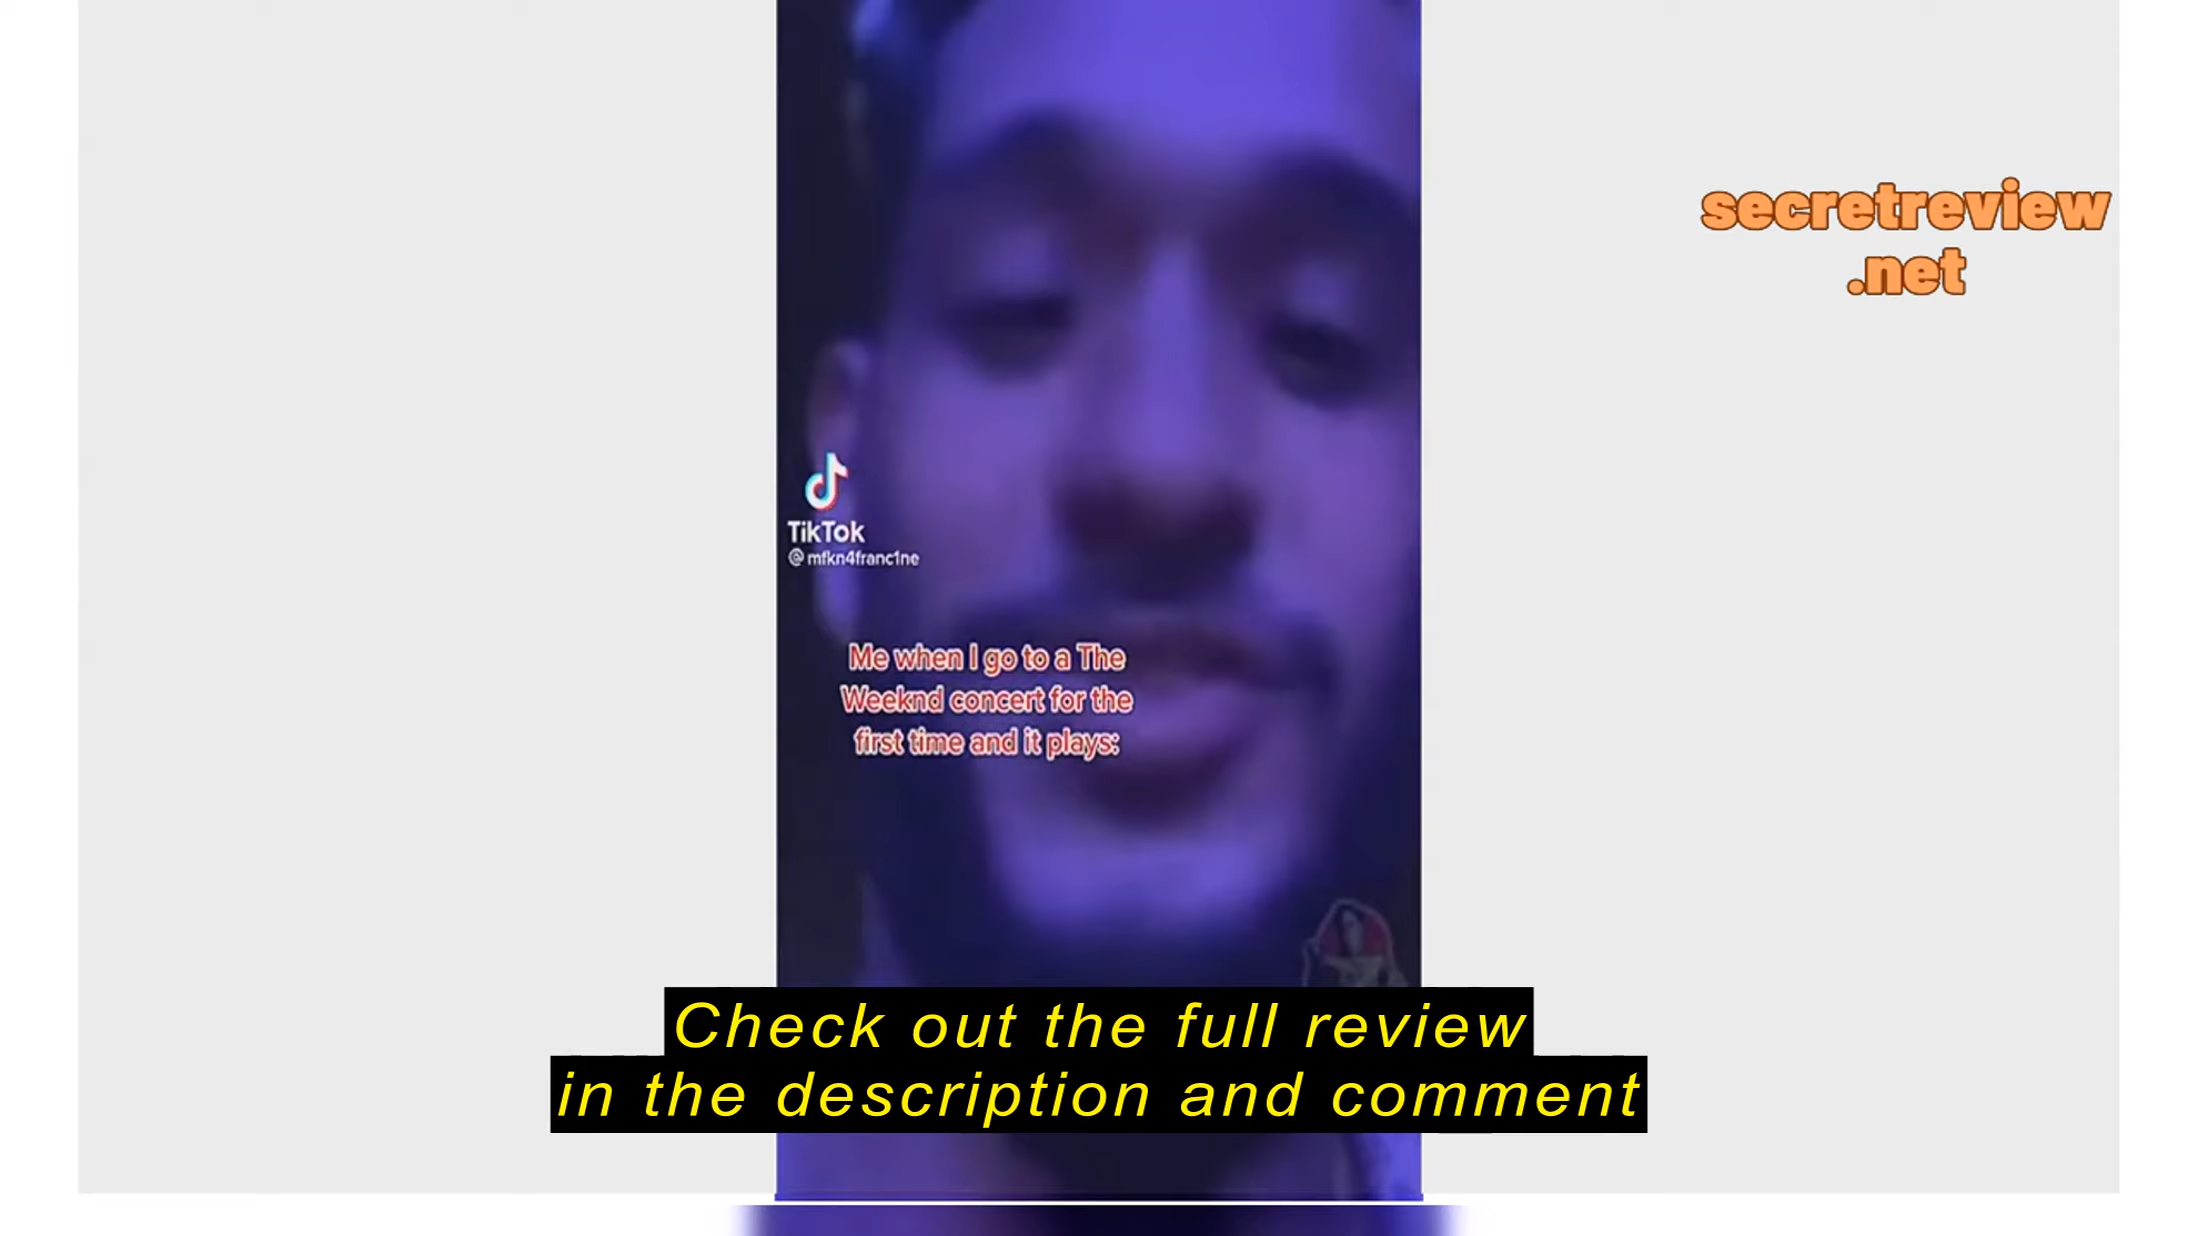 secretreview
.net
TikTok
@mfkn4franc1ne
Me when I go to a The
Weeknd concert for the
first time and it plays:
Check out the full review
in the description and comment